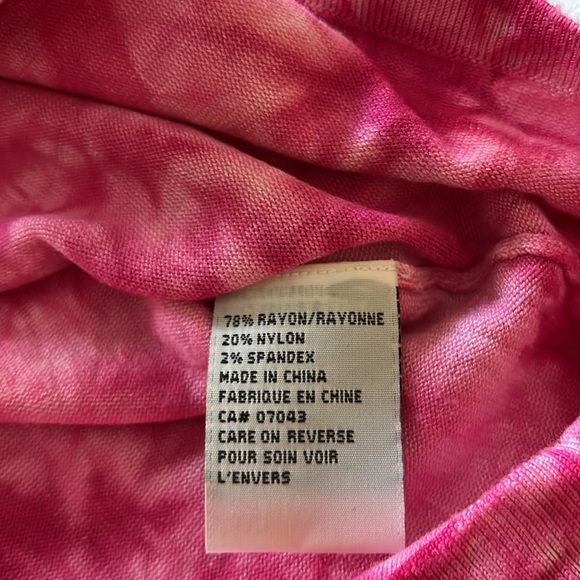 78% RAYON/RAYONNE
20% NYLON
2% SPANDEX
MADE IN CHINA
FABRIQUE EN CHINE
CA# 07043
CARE ON REVERSE
POUR SOIN VOIR
L'ENVERS